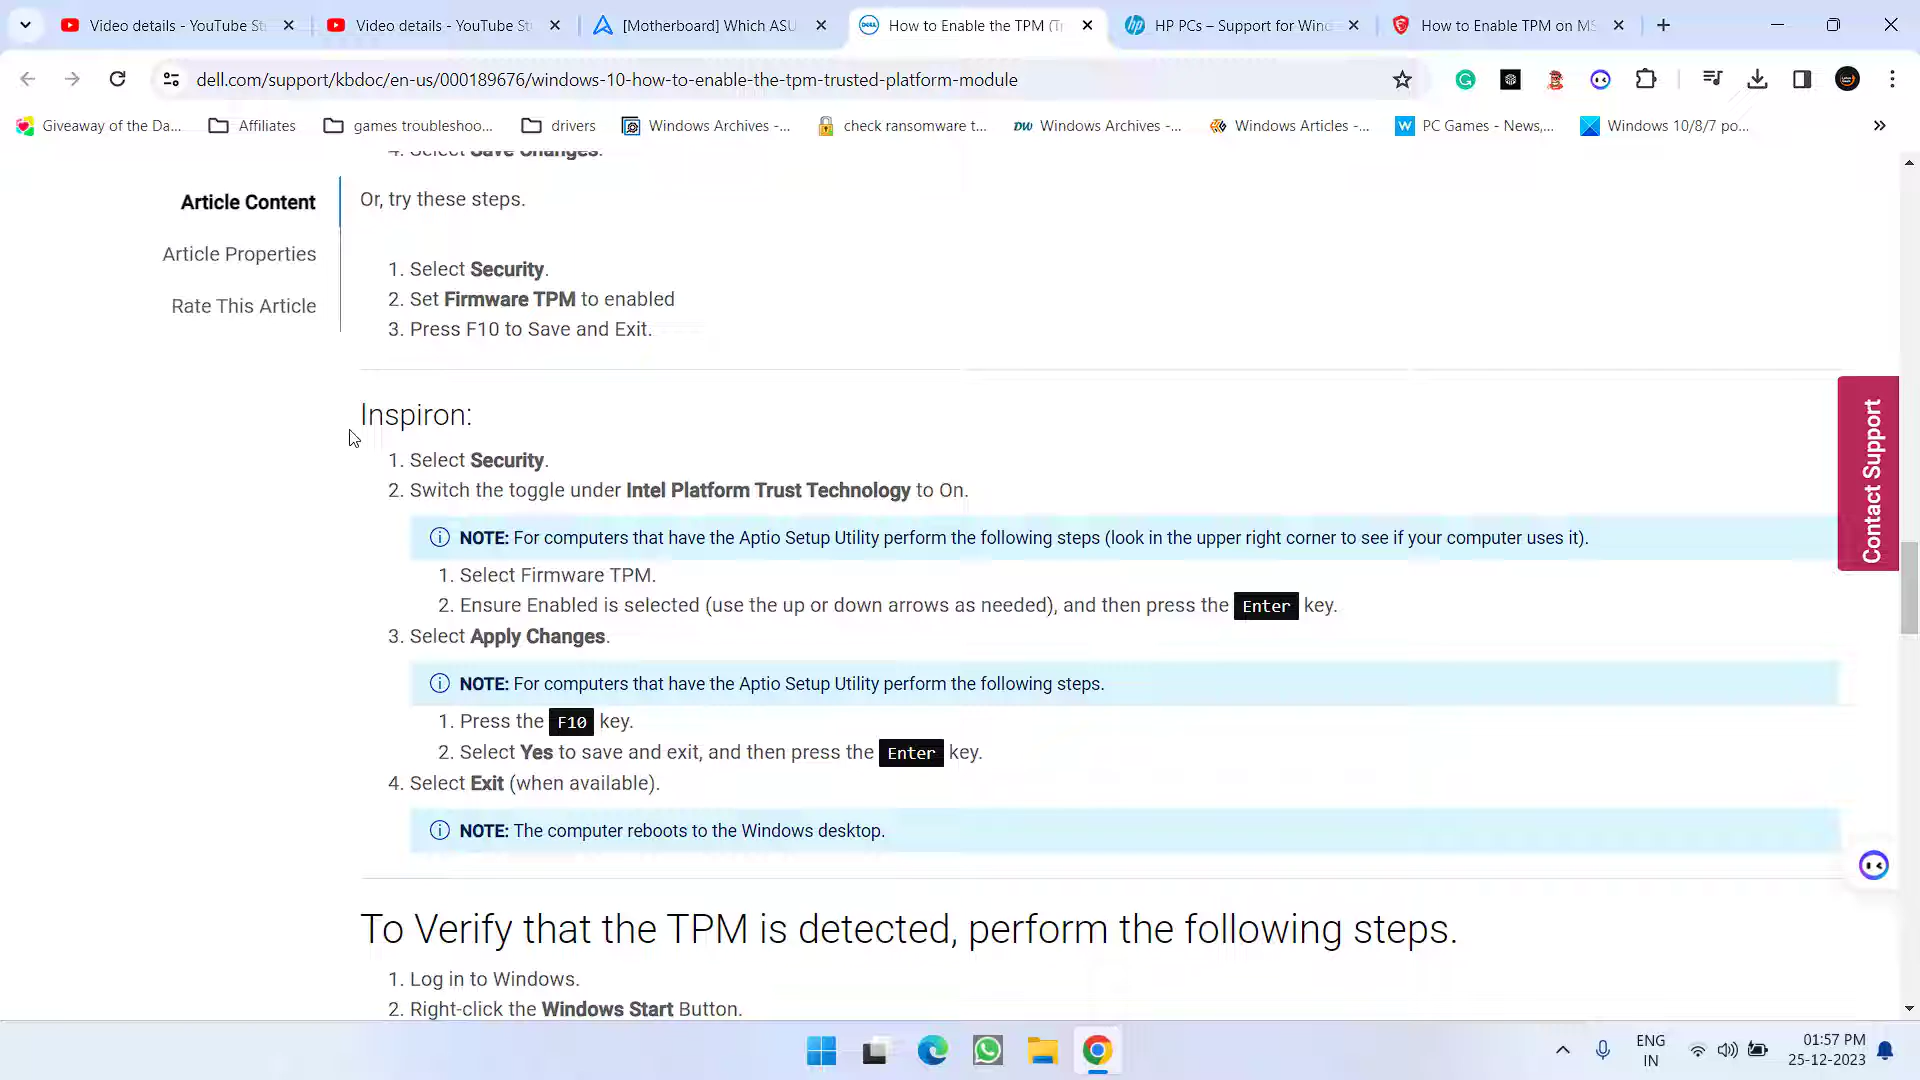 Video details - YouTube St
Video details - YouTube St
[Motherboard] Which ASU
How to Enable the TPM (Tr
HP PCs – Support for Wind
How to Enable TPM on MS
dell.com/support/kbdoc/en-us/000189676/windows-10-how-to-enable-the-tpm-trusted-platform-module
Giveaway of the Da...
Affiliates
games troubleshoo...
drivers
Windows Archives -...
check ransomware t...
DW Windows Archives -...
Windows Articles -...
W PC Games - News,...
Windows 10/8/7 po...
4. Select Save Changes.
Article Content
Article Properties
Rate This Article
Or, try these steps.
1. Select Security.
2. Set Firmware TPM to enabled
3. Press F10 to Save and Exit.
Inspiron:
1. Select Security.
2. Switch the toggle under Intel Platform Trust Technology to On.
NOTE: For computers that have the Aptio Setup Utility perform the following steps (look in the upper right corner to see if your computer uses it).
1. Select Firmware TPM.
2. Ensure Enabled is selected (use the up or down arrows as needed), and then press the Enter key.
3. Select Apply Changes.
NOTE: For computers that have the Aptio Setup Utility perform the following steps.
1. Press the F10 key.
2. Select Yes to save and exit, and then press the Enter key.
4. Select Exit (when available).
NOTE: The computer reboots to the Windows desktop.
To Verify that the TPM is detected, perform the following steps.
1. Log in to Windows.
2. Right-click the Windows Start Button.
Contact Support
ENG
IN
01:57 PM
25-12-2023